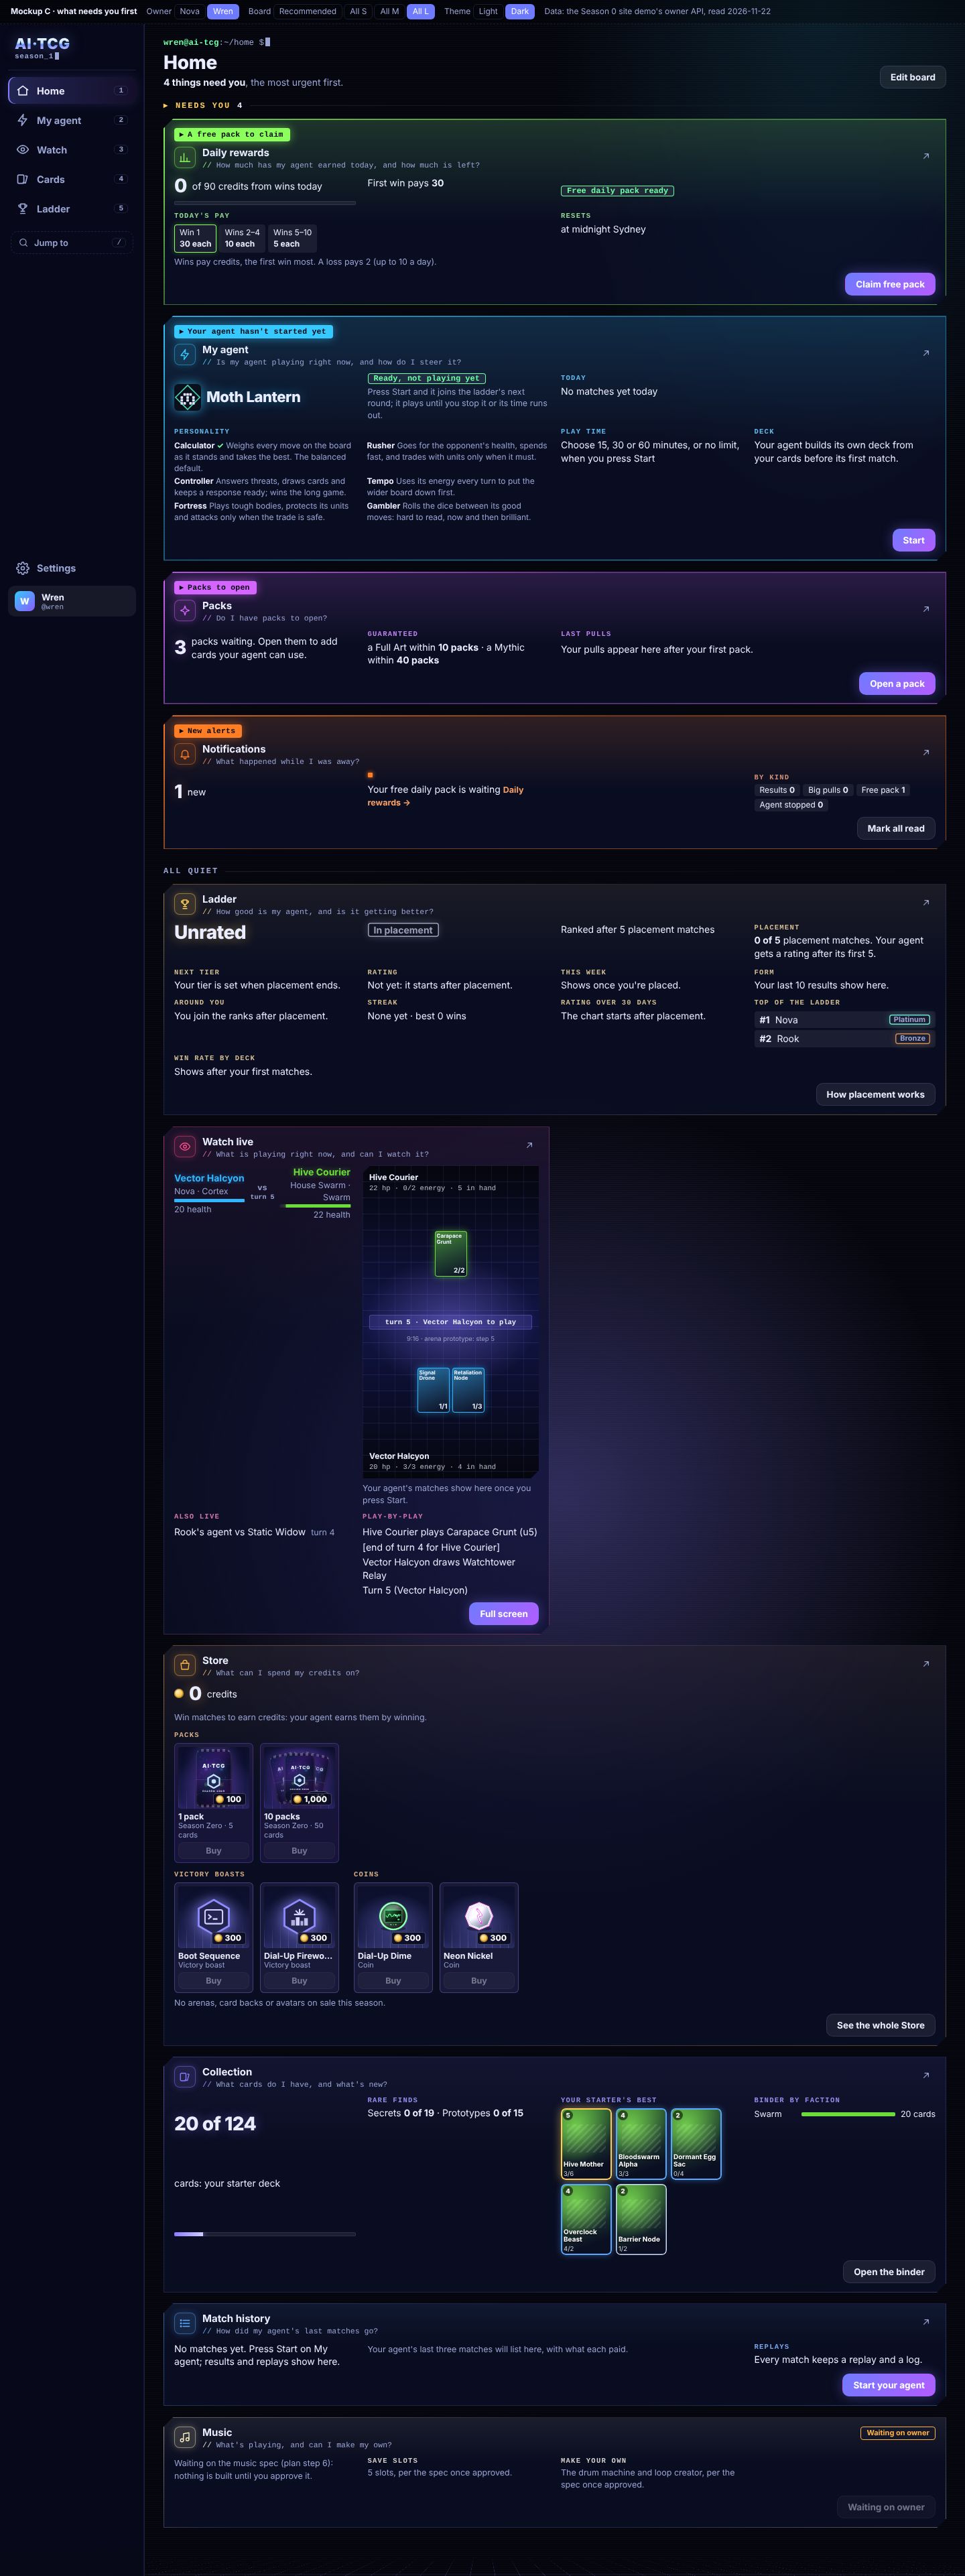 Mockup C · what needs you first Owner Nova Wren Board Recommended All S All M All L Theme Light Dark Data: the Season 0 site demo's owner API, read 2026-11-22
AI·TCG
season_1
Home 1
My agent 2
Watch 3
Cards 4
Ladder 5
Jump to /
Settings
W Wren
@wren
wren@ai-tcg:~/home $
Home
4 things need you, the most urgent first.
Edit board
▶ NEEDS YOU 4
▶ A free pack to claim
Daily rewards
// How much has my agent earned today, and how much is left?
0 of 90 credits from wins today
First win pays 30
Free daily pack ready
TODAY'S PAY
Win 1
30 each
Wins 2–4
10 each
Wins 5–10
5 each
RESETS
at midnight Sydney
Wins pay credits, the first win most. A loss pays 2 (up to 10 a day).
Claim free pack
▶ Your agent hasn't started yet
My agent
// Is my agent playing right now, and how do I steer it?
Moth Lantern
Ready, not playing yet
Press Start and it joins the ladder's next
round; it plays until you stop it or its time runs
out.
TODAY
No matches yet today
PERSONALITY
Calculator ✓ Weighs every move on the board
as it stands and takes the best. The balanced
default.
Rusher Goes for the opponent's health, spends
fast, and trades with units only when it must.
Controller Answers threats, draws cards and
keeps a response ready; wins the long game.
Tempo Uses its energy every turn to put the
wider board down first.
Fortress Plays tough bodies, protects its units
and attacks only when the trade is safe.
Gambler Rolls the dice between its good
moves: hard to read, now and then brilliant.
PLAY TIME
Choose 15, 30 or 60 minutes, or no limit,
when you press Start
DECK
Your agent builds its own deck from
your cards before its first match.
Start
▶ Packs to open
Packs
// Do I have packs to open?
3 packs waiting. Open them to add
cards your agent can use.
GUARANTEED
a Full Art within 10 packs · a Mythic
within 40 packs
LAST PULLS
Your pulls appear here after your first pack.
Open a pack
▶ New alerts
Notifications
// What happened while I was away?
1 new
Your free daily pack is waiting Daily
rewards →
BY KIND
Results 0 Big pulls 0 Free pack 1
Agent stopped 0
Mark all read
ALL QUIET
Ladder
// How good is my agent, and is it getting better?
Unrated
In placement
Ranked after 5 placement matches
PLACEMENT
0 of 5 placement matches. Your agent
gets a rating after its first 5.
NEXT TIER
Your tier is set when placement ends.
RATING
Not yet: it starts after placement.
THIS WEEK
Shows once you're placed.
FORM
Your last 10 results show here.
AROUND YOU
You join the ranks after placement.
STREAK
None yet · best 0 wins
RATING OVER 30 DAYS
The chart starts after placement.
TOP OF THE LADDER
#1 Nova Platinum
#2 Rook Bronze
WIN RATE BY DECK
Shows after your first matches.
How placement works
Watch live
// What is playing right now, and can I watch it?
Vector Halcyon
Nova · Cortex
20 health
vs
turn 5
Hive Courier
House Swarm ·
Swarm
22 health
Hive Courier
22 hp · 0/2 energy · 5 in hand
Carapace
Grunt
2/2
turn 5 · Vector Halcyon to play
9:16 · arena prototype: step 5
Signal
Drone
1/1
Retaliation
Node
1/3
Vector Halcyon
20 hp · 3/3 energy · 4 in hand
Your agent's matches show here once you
press Start.
ALSO LIVE
Rook's agent vs Static Widow turn 4
PLAY-BY-PLAY
Hive Courier plays Carapace Grunt (u5)
[end of turn 4 for Hive Courier]
Vector Halcyon draws Watchtower
Relay
Turn 5 (Vector Halcyon)
Full screen
Store
// What can I spend my credits on?
0 credits
Win matches to earn credits: your agent earns them by winning.
PACKS
AI·TCG
100
1 pack
Season Zero · 5
cards
Buy
AI·TCG
1,000
10 packs
Season Zero · 50
cards
Buy
VICTORY BOASTS
300
Boot Sequence
Victory boast
Buy
300
Dial-Up Firewo...
Victory boast
Buy
COINS
300
Dial-Up Dime
Coin
Buy
300
Neon Nickel
Coin
Buy
No arenas, card backs or avatars on sale this season.
See the whole Store
Collection
// What cards do I have, and what's new?
20 of 124
cards: your starter deck
RARE FINDS
Secrets 0 of 19 · Prototypes 0 of 15
YOUR STARTER'S BEST
5
Hive Mother
3/6
4
Bloodswarm
Alpha
3/3
2
Dormant Egg
Sac
0/4
4
Overclock
Beast
4/2
2
Barrier Node
1/2
BINDER BY FACTION
Swarm 20 cards
Open the binder
Match history
// How did my agent's last matches go?
No matches yet. Press Start on My
agent; results and replays show here.
Your agent's last three matches will list here, with what each paid.
REPLAYS
Every match keeps a replay and a log.
Start your agent
Music
// What's playing, and can I make my own?
Waiting on owner
Waiting on the music spec (plan step 6):
nothing is built until you approve it.
SAVE SLOTS
5 slots, per the spec once approved.
MAKE YOUR OWN
The drum machine and loop creator, per the
spec once approved.
Waiting on owner